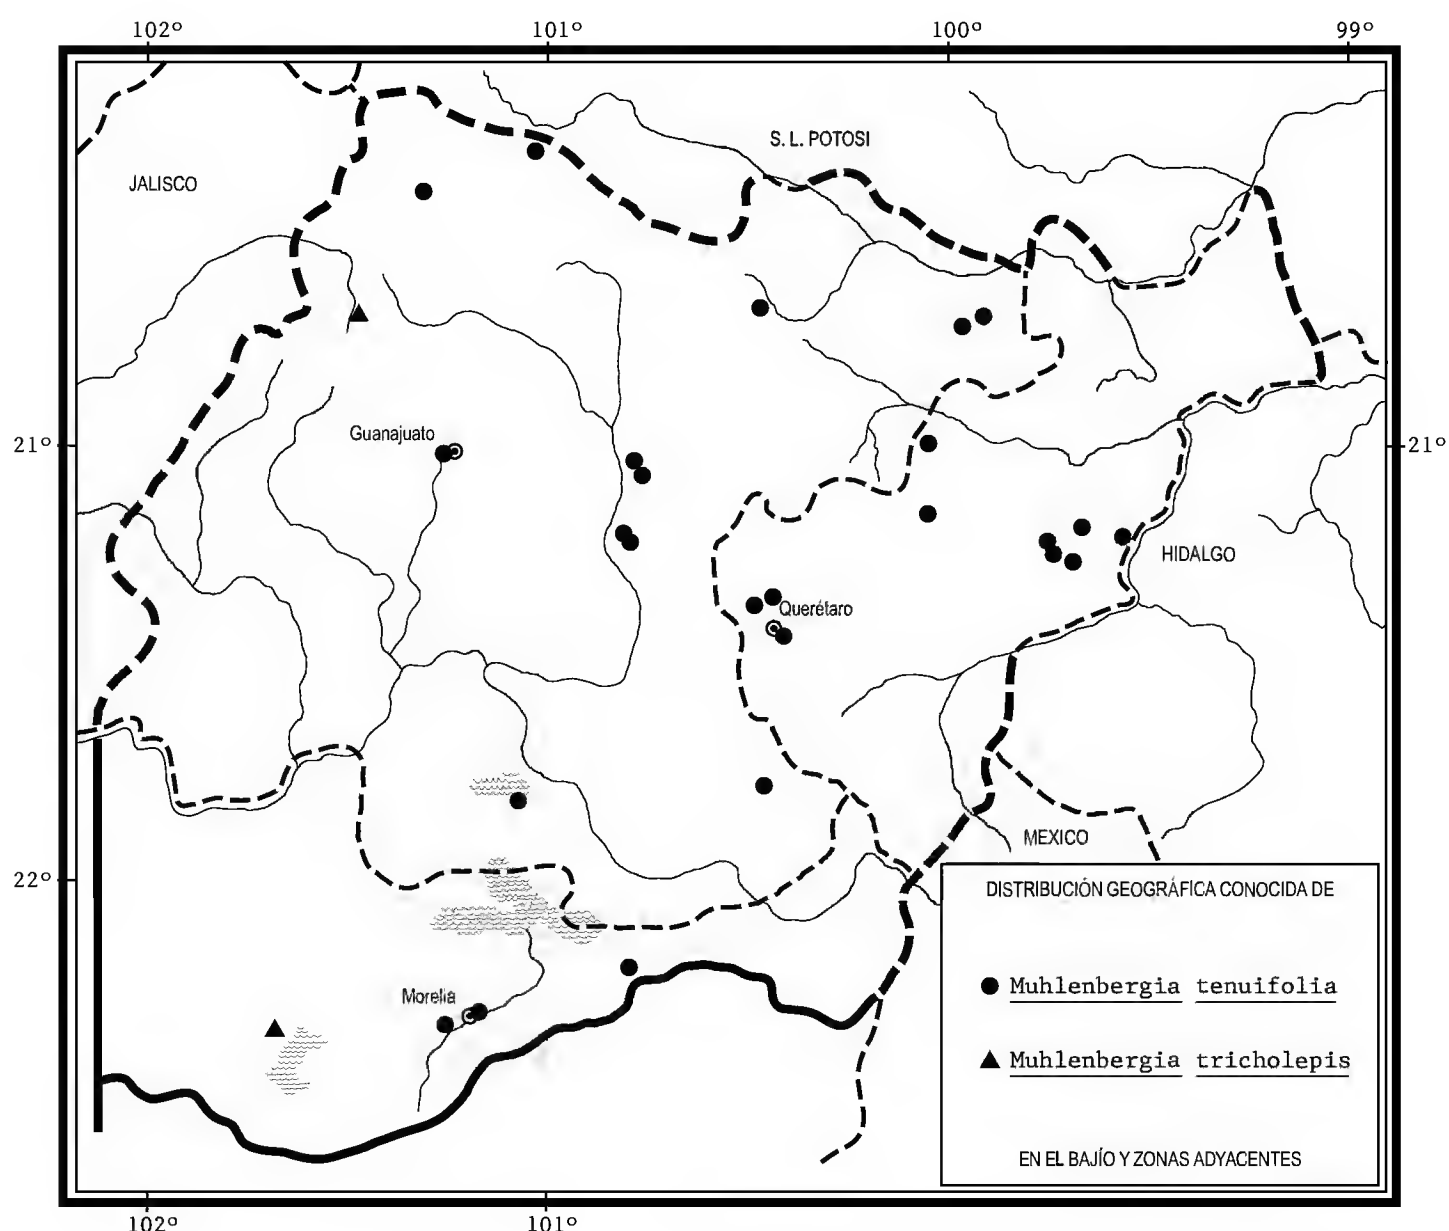 102° 101° 100° 99°
S. L. POTOSI
JALISCO
Guanajuato
21° 21°
HIDALGO
Querétaro
MEXICO
22°
DISTRIBUCIÓN GEOGRÁFICA CONOCIDA DE
Muhlenbergia tenuifolia
Morelia
Muhlenbergia tricholepis
EN EL BAJÍO Y ZONAS ADYACENTES
102° 101°